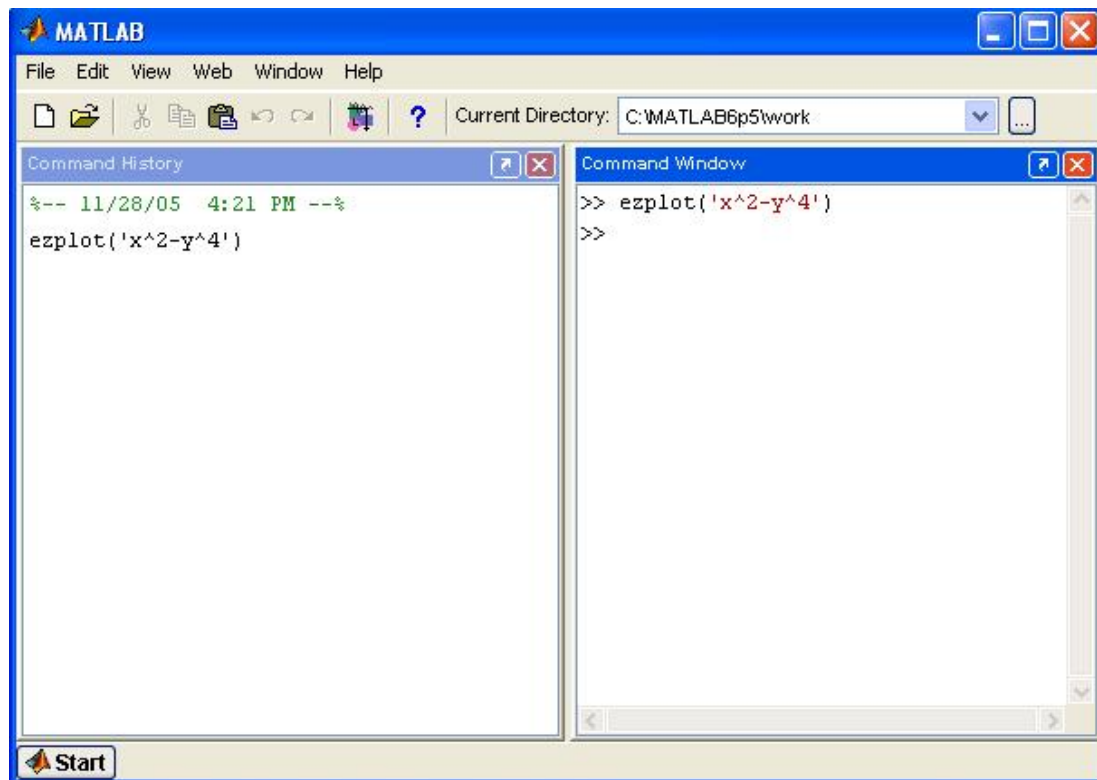 MATLAB
File Edit View Web Window Help
? Current Directory: C:\MATLAB6p5\work ...
Command History
%-- 11/28/05 4:21 PM --%
ezplot('x^2-y^4')
Command Window
>> ezplot('x^2-y^4')
>>
Start